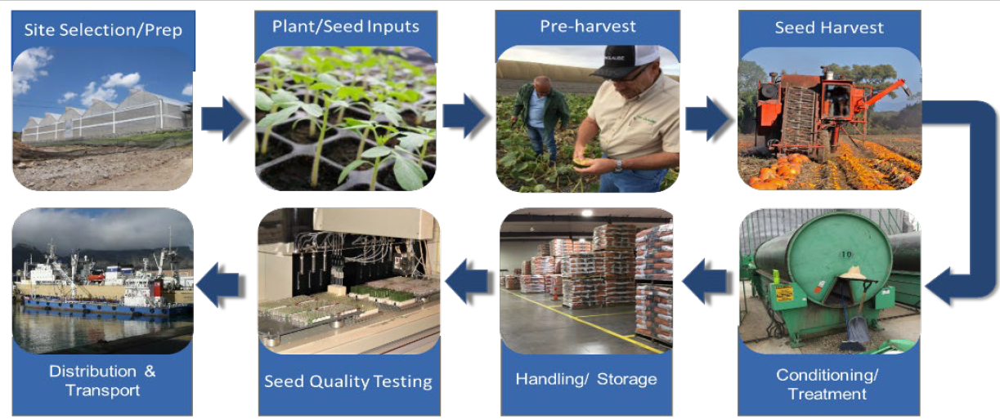 Site Selection/Prep
Plant/Seed Inputs
Pre-harvest
Seed Harvest
10
Conditioning/
Treatment
Handling/ Storage
Seed Quality Testing
Distribution &
Transport